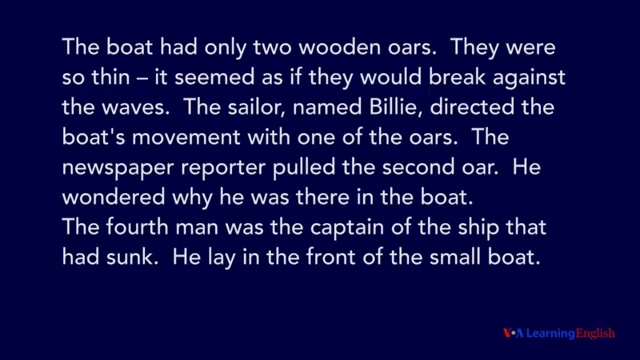 The boat had only two wooden oars.  They were
so thin – it seemed as if they would break against
the waves.  The sailor, named Billie, directed the
boat's movement with one of the oars.  The
newspaper reporter pulled the second oar.  He
wondered why he was there in the boat.
The fourth man was the captain of the ship that
had sunk.  He lay in the front of the small boat.
VOA Learning English